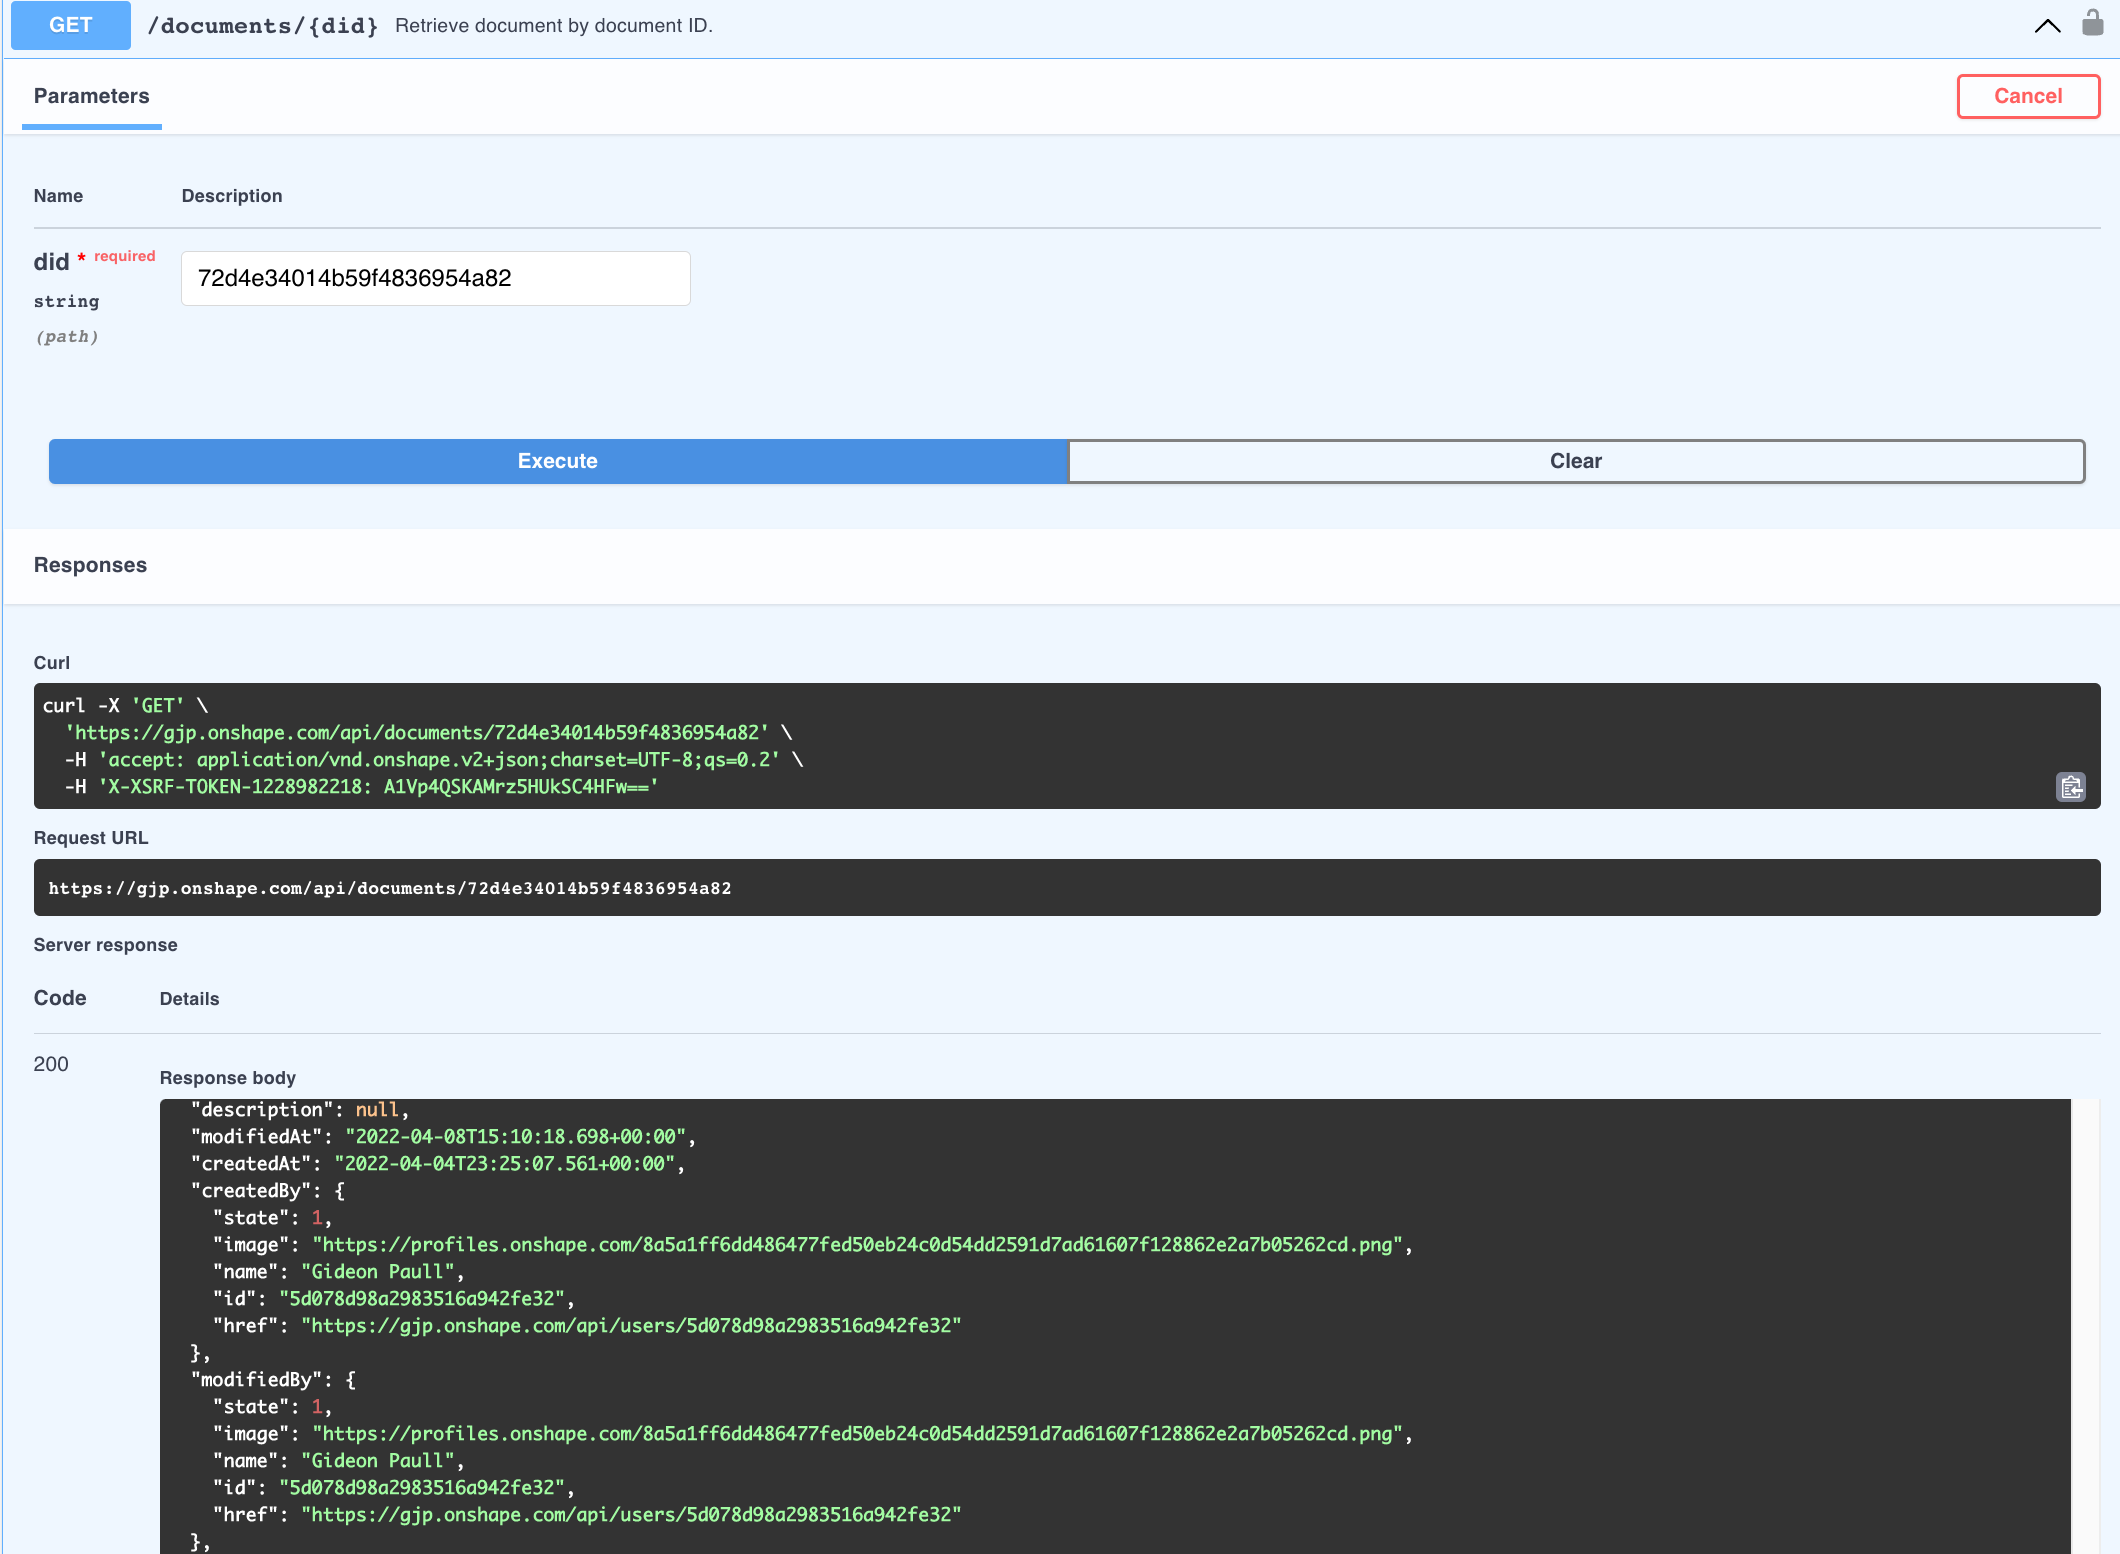 GET /documents/{did} Retrieve document by document ID.
Parameters
Cancel
Name Description
did * required
string
(path)
72d4e34014b59f4836954a82
Execute Clear
Responses
Curl
curl -X 'GET' \
  'https://gjp.onshape.com/api/documents/72d4e34014b59f4836954a82' \
  -H 'accept: application/vnd.onshape.v2+json;charset=UTF-8;qs=0.2' \
  -H 'X-XSRF-TOKEN-1228982218: A1Vp4QSKAMrz5HUkSC4HFw=='
Request URL
https://gjp.onshape.com/api/documents/72d4e34014b59f4836954a82
Server response
Code Details
200
Response body
  "description": null,
  "modifiedAt": "2022-04-08T15:10:18.698+00:00",
  "createdAt": "2022-04-04T23:25:07.561+00:00",
  "createdBy": {
    "state": 1,
    "image": "https://profiles.onshape.com/8a5a1ff6dd486477fed50eb24c0d54dd2591d7ad61607f128862e2a7b05262cd.png",
    "name": "Gideon Paull",
    "id": "5d078d98a2983516a942fe32",
    "href": "https://gjp.onshape.com/api/users/5d078d98a2983516a942fe32"
  },
  "modifiedBy": {
    "state": 1,
    "image": "https://profiles.onshape.com/8a5a1ff6dd486477fed50eb24c0d54dd2591d7ad61607f128862e2a7b05262cd.png",
    "name": "Gideon Paull",
    "id": "5d078d98a2983516a942fe32",
    "href": "https://gjp.onshape.com/api/users/5d078d98a2983516a942fe32"
  },